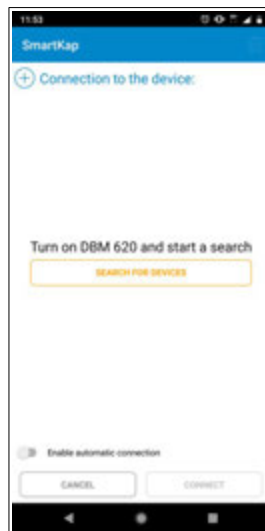 11:53
SmartKap
Connection to the device:
Turn on DBM 620 and start a search
SEARCH FOR DEVICES
Enable automatic connection
CANCEL
CONNECT